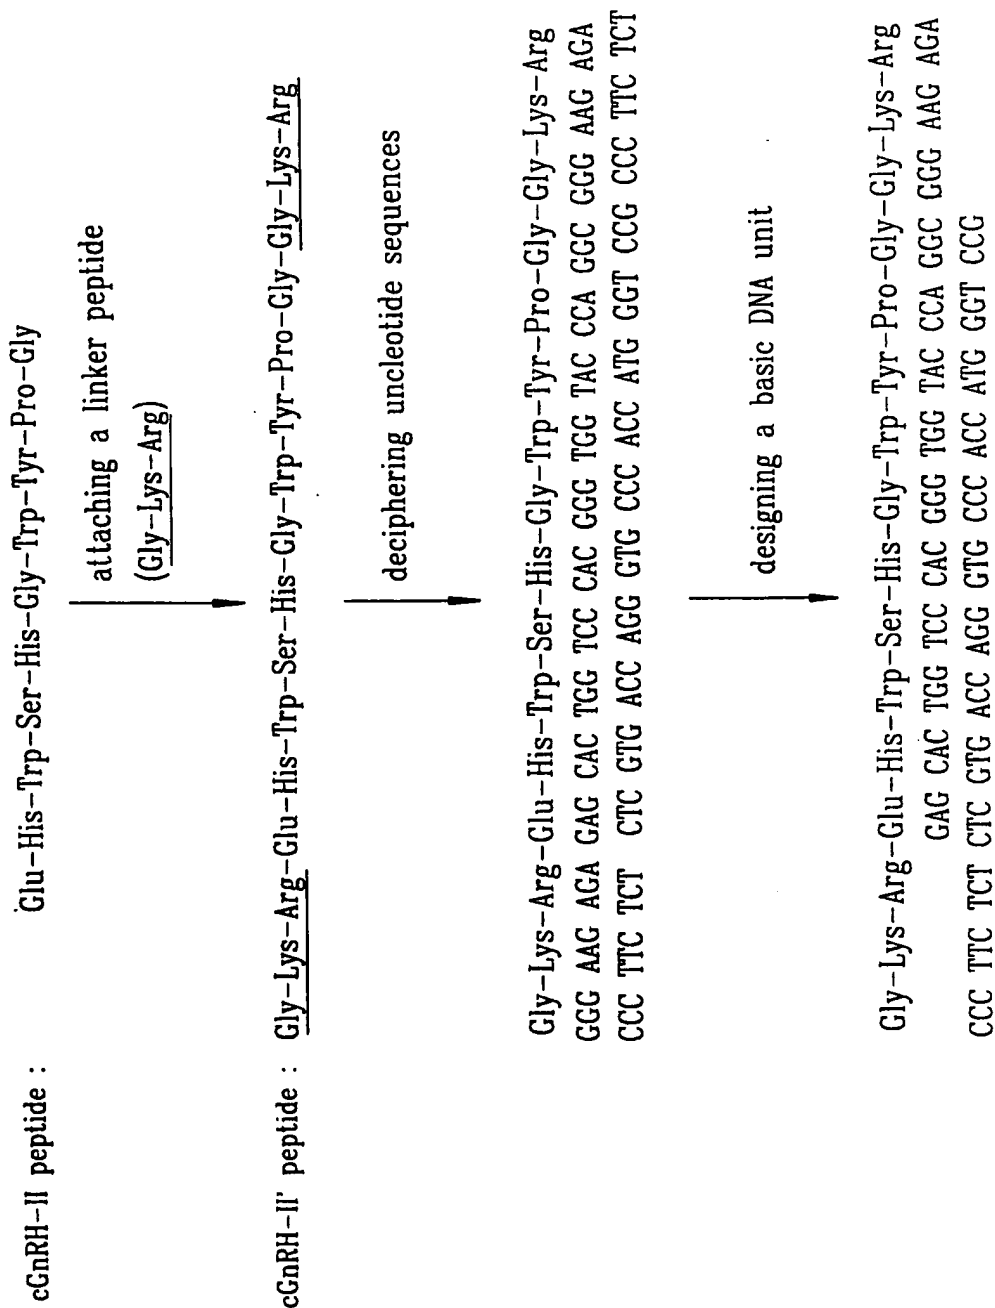 cGnRH-II peptide : Glu-His-Trp-Ser-His-Gly-Trp-Tyr-Pro-Gly
attaching a linker peptide
(Gly-Lys-Arg)
cGnRH-II' peptide : Gly-Lys-Arg-Glu-His-Trp-Ser-His-Gly-Trp-Tyr-Pro-Gly-Gly-Lys-Arg
deciphering uncleotide sequences
Gly-Lys-Arg-Glu-His-Trp-Ser-His-Gly-Trp-Tyr-Pro-Gly-Gly-Lys-Arg
GGG AAG AGA GAG CAC TGG TCC CAC GGG TGG TAC CCA GGC GGG AAG AGA
CCC TTC TCT CTC GTG ACC AGG GTG CCC ACC ATG GGT CCG CCC TTC TCT
designing a basic DNA unit
Gly-Lys-Arg-Glu-His-Trp-Ser-His-Gly-Trp-Tyr-Pro-Gly-Gly-Lys-Arg
GAG CAC TGG TCC CAC GGG TGG TAC CCA GGC GGG AAG AGA
CCC TTC TCT CTC GTG ACC AGG GTG CCC ACC ATG GGT CCG